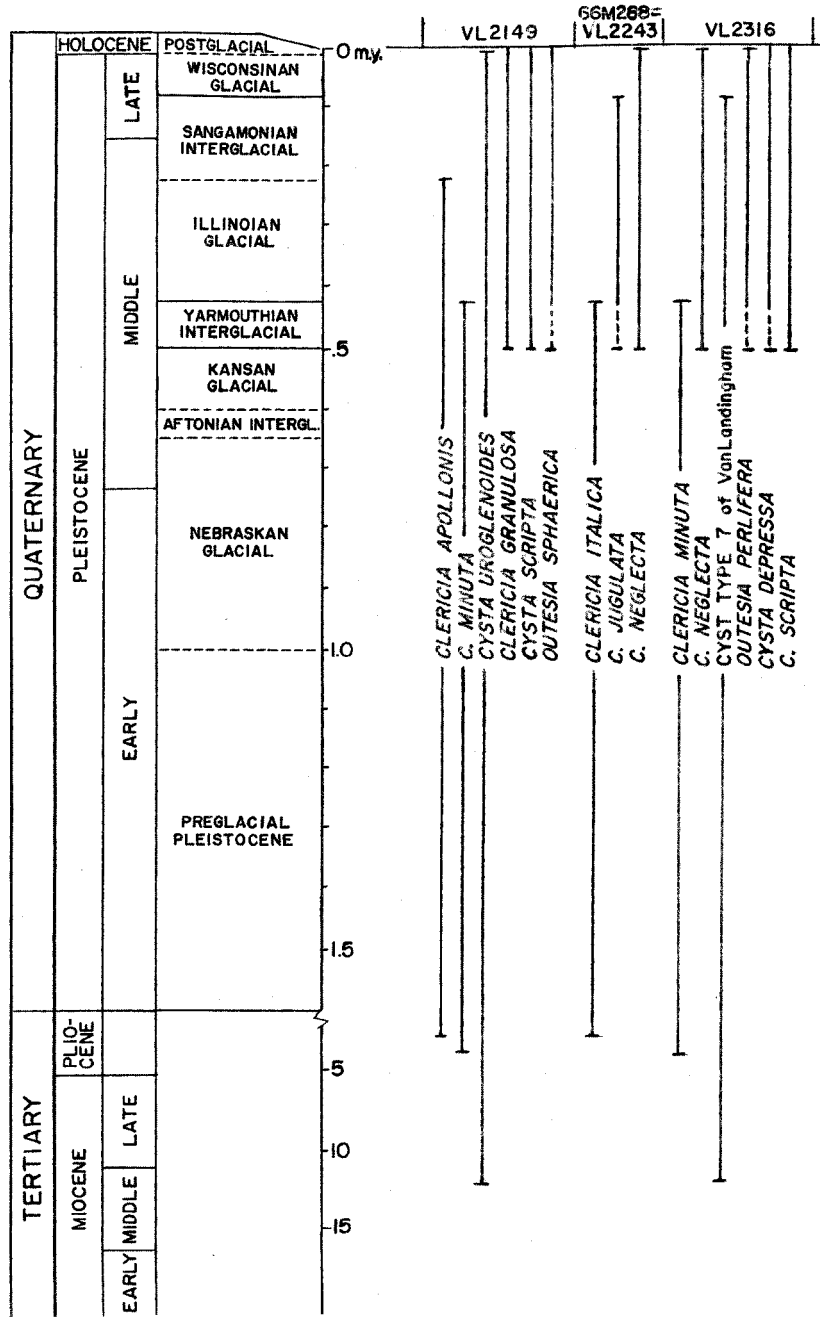 66M268=
VL2149
VL2243
VL2316
HOLOCENE
POSTGLACIAL
0 m.y.
WISCONSINAN
GLACIAL
LATE
SANGAMONIAN
INTERGLACIAL
ILLINOIAN
GLACIAL
MIDDLE
YARMOUTHIAN
INTERGLACIAL
.5
KANSAN
GLACIAL
AFTONIAN INTERGL.
QUATERNARY
PLEISTOCENE
NEBRASKAN
GLACIAL
1.0
EARLY
PREGLACIAL
PLEISTOCENE
1.5
CLERICIA APOLLONIS
C. MINUTA
CYSTA UROGLENOIDES
CLERICIA GRANULOSA
CYSTA SCRIPTA
OUTESIA SPHAERICA
CLERICIA ITALICA
C. JUGULATA
C. NEGLECTA
CLERICIA MINUTA
C. NEGLECTA
CYST TYPE 7 of VanLandingham
OUTESIA PERLIFERA
CYSTA DEPRESSA
C. SCRIPTA
TERTIARY
PLIO-
CENE
5
MIOCENE
LATE
10
MIDDLE
15
EARLY